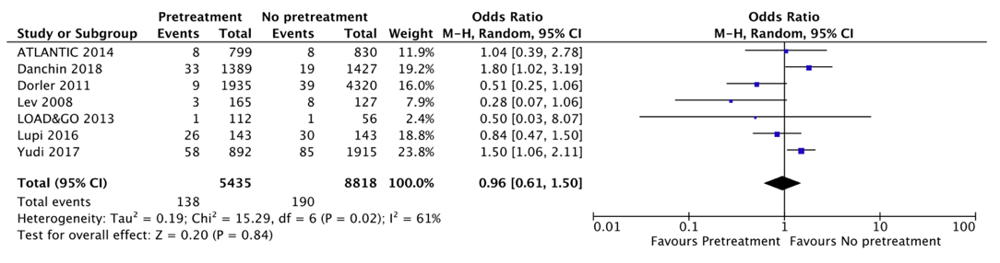 Pretreatment No pretreatment Odds Ratio Odds Ratio
Study or Subgroup Events Total Events Total Weight M-H, Random, 95% CI M-H, Random, 95% CI
ATLANTIC 2014 8 799 8 830 11.9% 1.04 [0.39, 2.78]
Danchin 2018 33 1389 19 1427 19.2% 1.80 [1.02, 3.19]
Dorler 2011 9 1935 39 4320 16.0% 0.51 [0.25, 1.06]
Lev 2008 3 165 8 127 7.9% 0.28 [0.07, 1.06]
LOAD&GO 2013 1 112 1 56 2.4% 0.50 [0.03, 8.07]
Lupi 2016 26 143 30 143 18.8% 0.84 [0.47, 1.50]
Yudi 2017 58 892 85 1915 23.8% 1.50 [1.06, 2.11]
Total (95% CI) 5435 8818 100.0% 0.96 [0.61, 1.50]
Total events 138 190
Heterogeneity: Tau² = 0.19; Chi² = 15.29, df = 6 (P = 0.02); I² = 61%
Test for overall effect: Z = 0.20 (P = 0.84)
0.01 0.1 1 10 100
Favours Pretreatment Favours No pretreatment